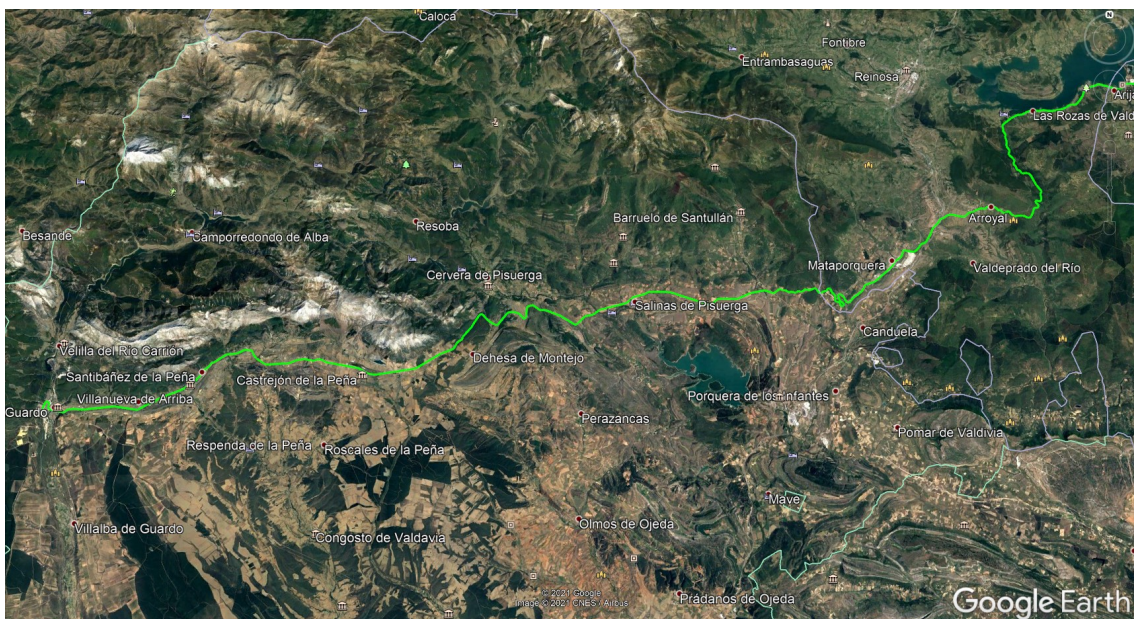 Caloca
N
Fontibre
Entrambasaguas
Reinosa
Arija
Las Rozas de Vald
Barruelo de Santullán
Arroyal
Resoba
Besande
Camporredondo de Alba
Mataporquera
Valdeprado del Río
Cervera de Pisuerga
Salinas de Pisuerga
Canduela
Velilla del Río Carrión
Dehesa de Montejo
Santibáñez de la Peña
Castrejón de la Peña
Villanueva de Arriba
Porquera de los Infantes
Guardo
Perazancas
Pomar de Valdivia
Respenda de la Peña
Roscales de la Peña
Mave
Villalba de Guardo
Olmos de Ojeda
Congosto de Valdavia
© 2021 Google
Image © 2021 CNES / Airbus
Prádanos de Ojeda
Google Earth